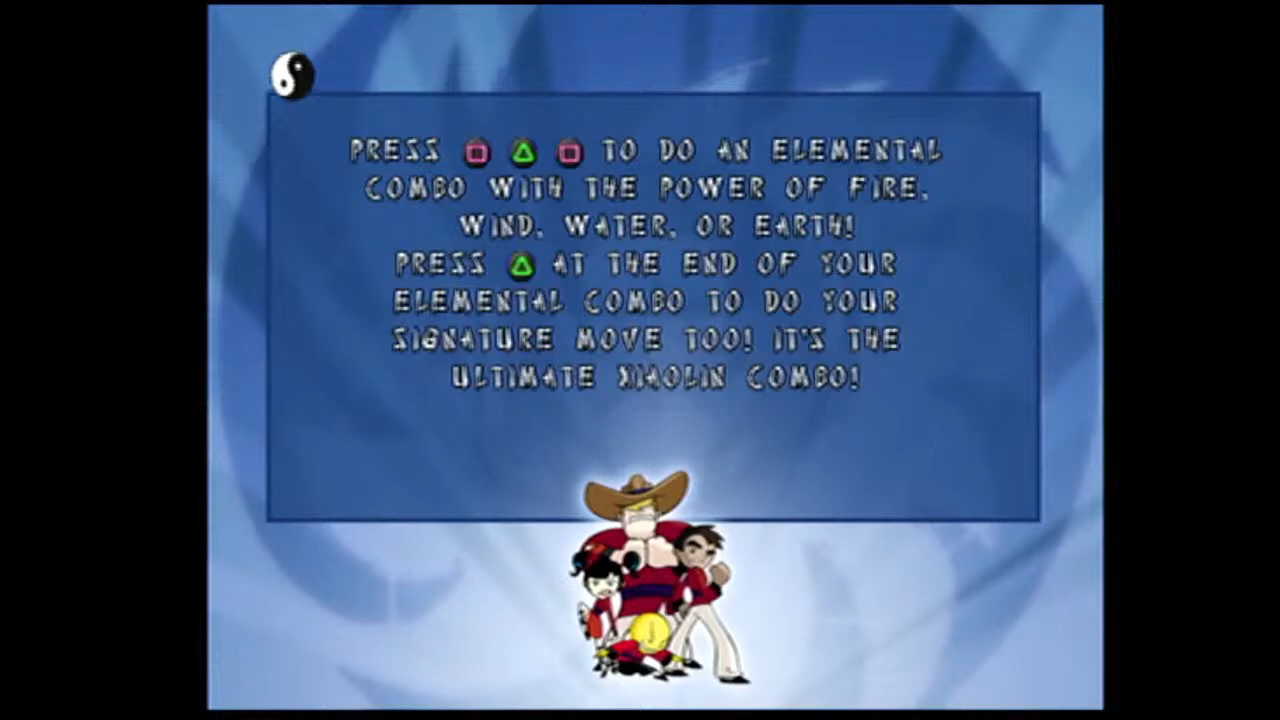 PRESS □ △ □ TO DO AN ELEMENTAL
COMBO WITH THE POWER OF FIRE,
WIND, WATER, OR EARTH!
PRESS △ AT THE END OF YOUR
ELEMENTAL COMBO TO DO YOUR
SIGNATURE MOVE TOO! IT'S THE
ULTIMATE XIAOLIN COMBO!